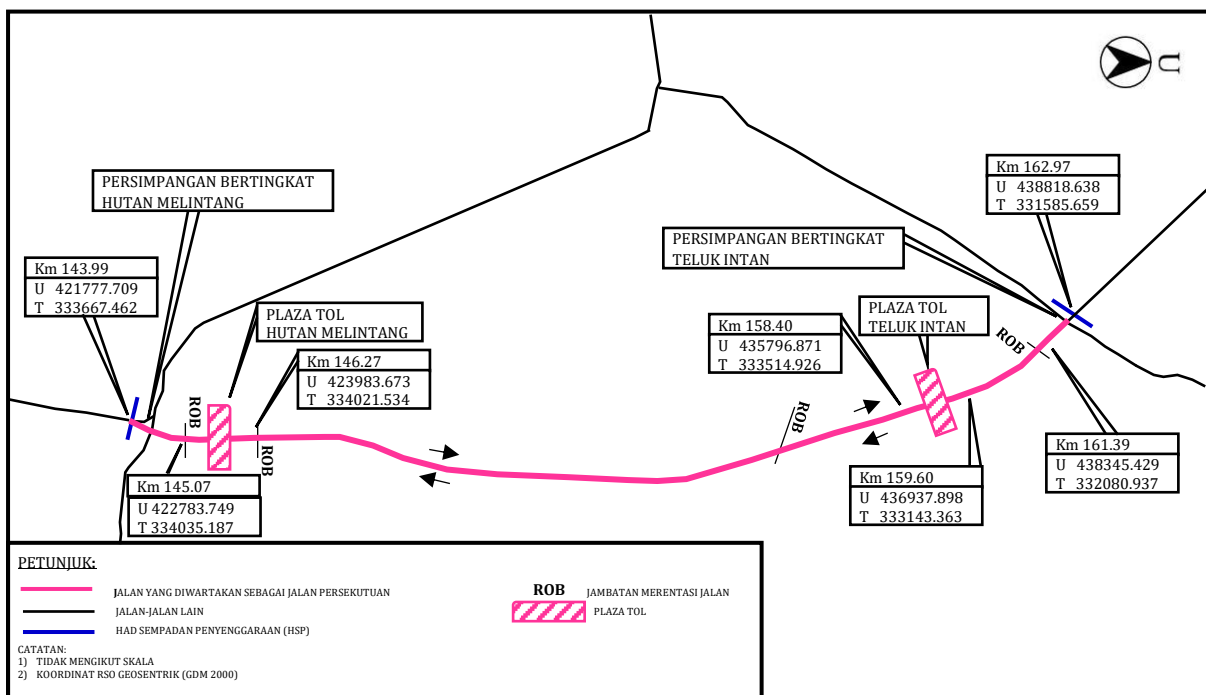 U
Km 162.97
U 438818.638
T 331585.659
PERSIMPANGAN BERTINGKAT
HUTAN MELINTANG
PERSIMPANGAN BERTINGKAT
TELUK INTAN
Km 143.99
U 421777.709
T 333667.462
PLAZA TOL
HUTAN MELINTANG
PLAZA TOL
TELUK INTAN
Km 158.40
U 435796.871
T 333514.926
ROB
Km 146.27
U 423983.673
T 334021.534
ROB
ROB
ROB
Km 161.39
U 438345.429
T 332080.937
Km 145.07
U 422783.749
T 334035.187
Km 159.60
U 436937.898
T 333143.363
PETUNJUK:
JALAN YANG DIWARTAKAN SEBAGAI JALAN PERSEKUTUAN
JALAN-JALAN LAIN
HAD SEMPADAN PENYENGGARAAN (HSP)
ROB JAMBATAN MERENTASI JALAN
PLAZA TOL
CATATAN:
1) TIDAK MENGIKUT SKALA
2) KOORDINAT RSO GEOSENTRIK (GDM 2000)